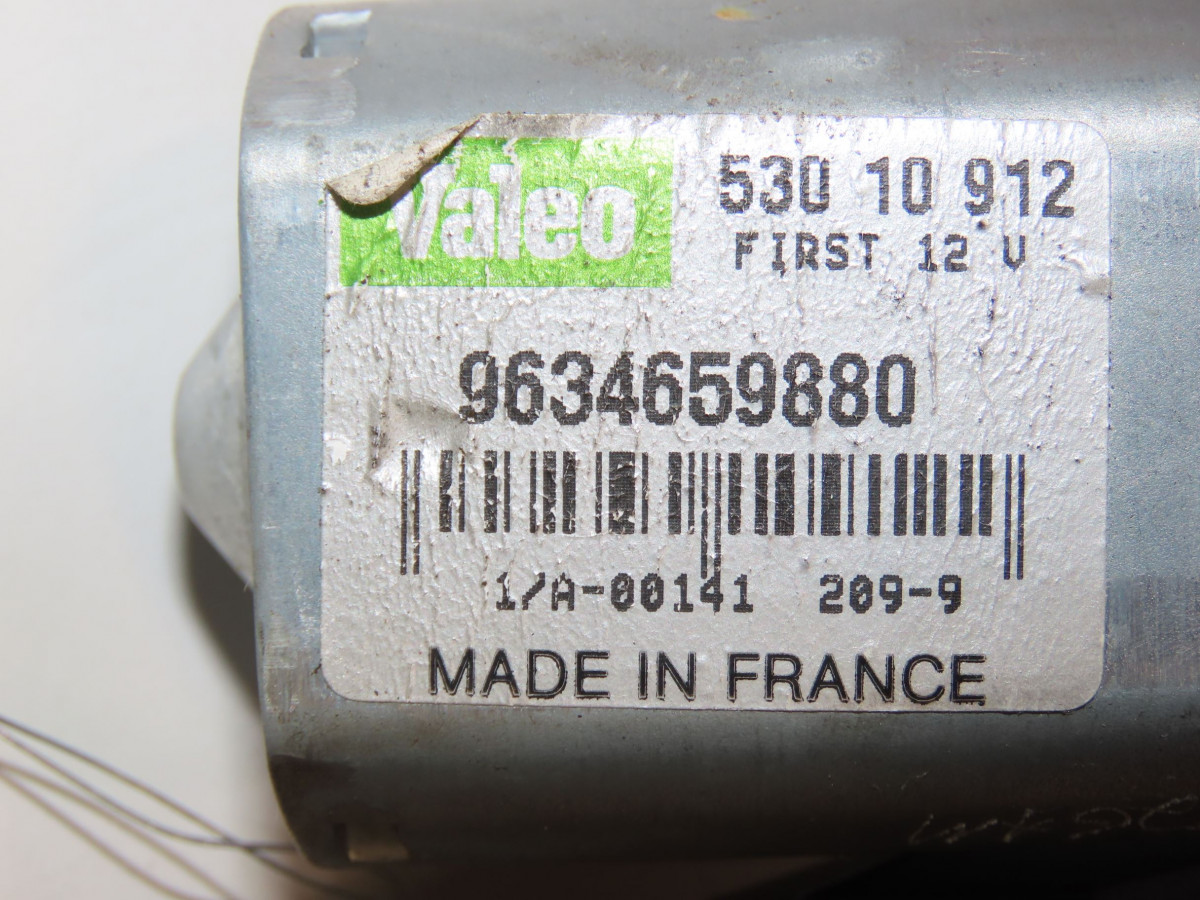 Valeo
530 10 912
FIRST 12 V
9634659880
1/A-00141 209-9
MADE IN FRANCE